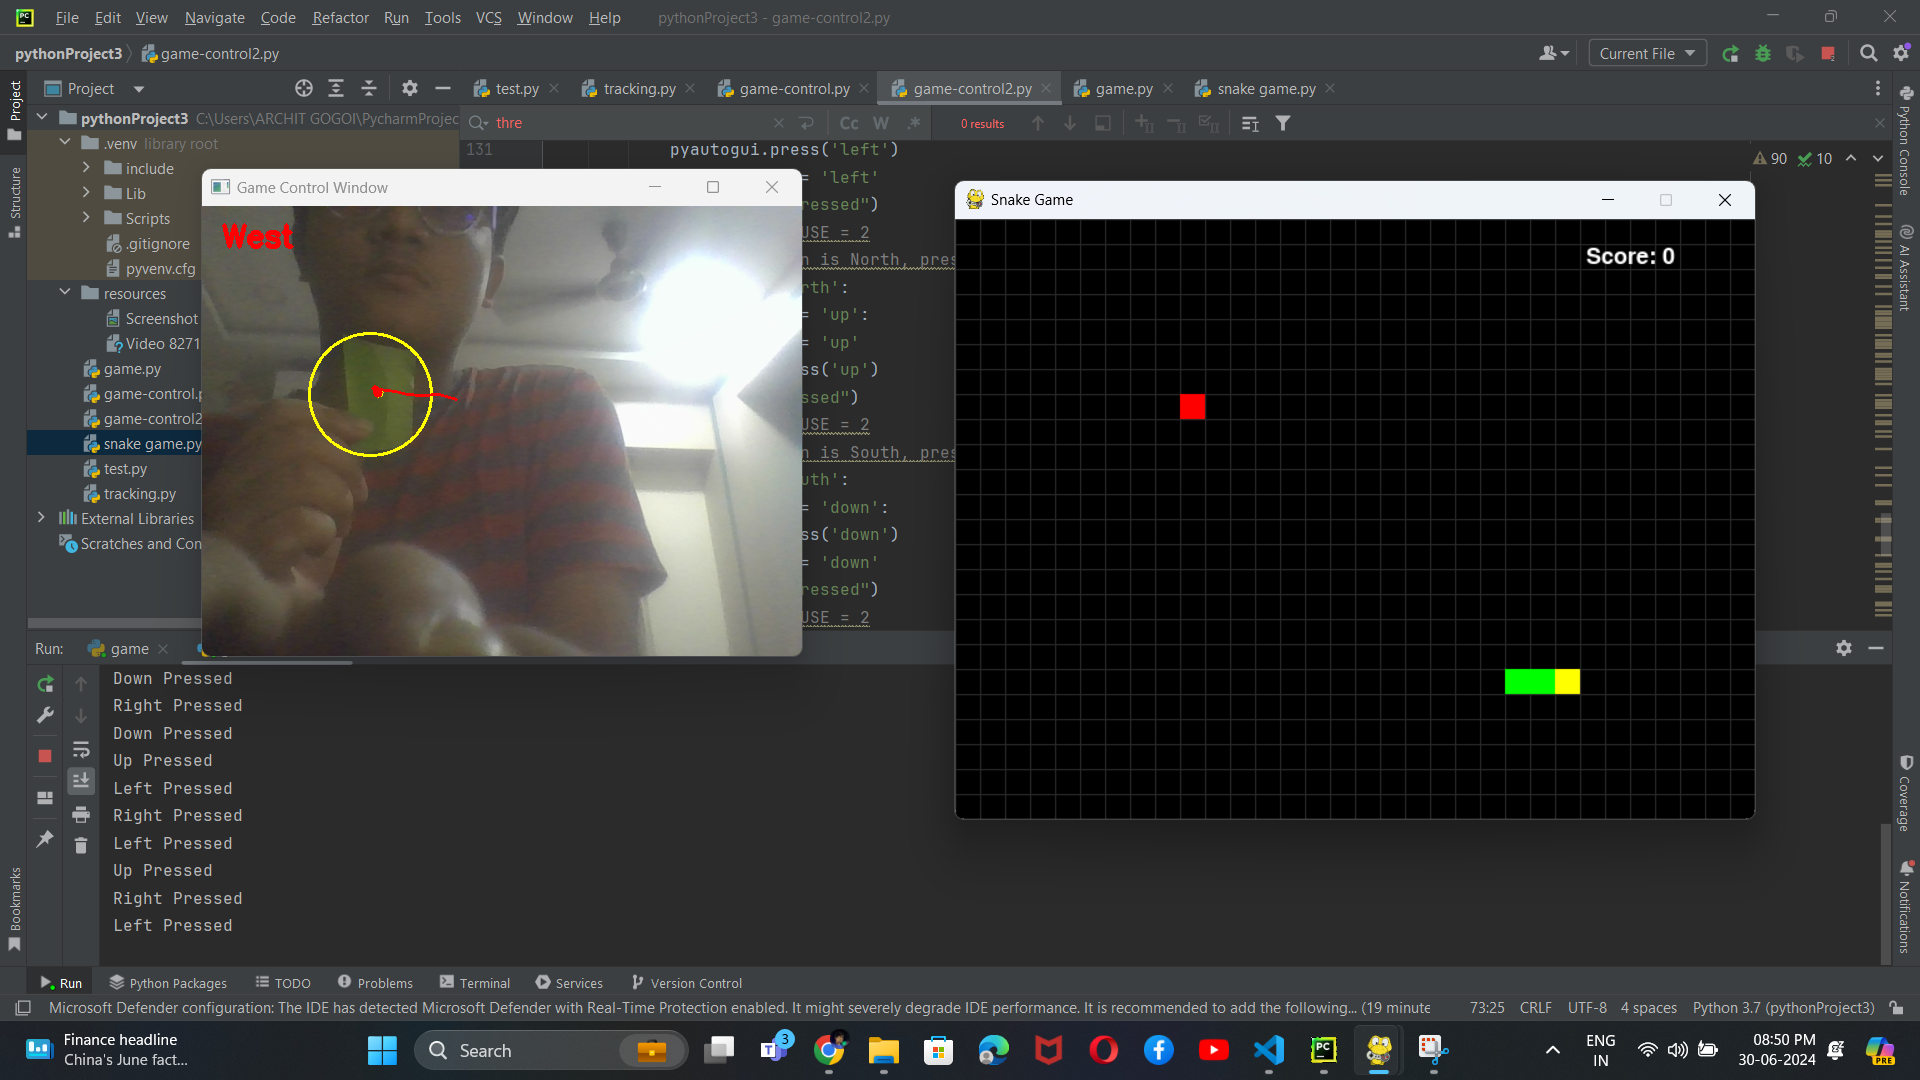 File Edit View Navigate Code Refactor Run Tools VCS Window Help pythonProject3 - game-control2.py
pythonProject3 game-control2.py Current File
Project test.py tracking.py game-control.py game-control2.py game.py snake game.py
pythonProject3 C:\Users\ARCHIT GOGOI\PycharmProjec
thre Cc W .* 0 results
.venv library root
include
Lib
Scripts
.gitignore
pyvenv.cfg
resources
Screenshot
Video 8271
game.py
game-control.p
game-control2
snake game.py
test.py
tracking.py
External Libraries
Scratches and Con
131 pyautogui.press('left')
= 'left'
ressed")
USE = 2
n is North, pres
rth':
= 'up':
= 'up'
ss('up')
ssed")
USE = 2
n is South, pres
uth':
= 'down':
ss('down')
= 'down'
ressed")
USE = 2
90 10
Game Control Window
West
Snake Game
Score: 0
Project
Structure
Bookmarks
Python Console
AI Assistant
Coverage
Notifications
Run: game
Down Pressed
Right Pressed
Down Pressed
Up Pressed
Left Pressed
Right Pressed
Left Pressed
Up Pressed
Right Pressed
Left Pressed
Run Python Packages TODO Problems Terminal Services Version Control
Microsoft Defender configuration: The IDE has detected Microsoft Defender with Real-Time Protection enabled. It might severely degrade IDE performance. It is recommended to add the following... (19 minute 73:25 CRLF UTF-8 4 spaces Python 3.7 (pythonProject3)
Finance headline
China's June fact...
Search
3
PC
ENG
IN
08:50 PM
30-06-2024
PRE